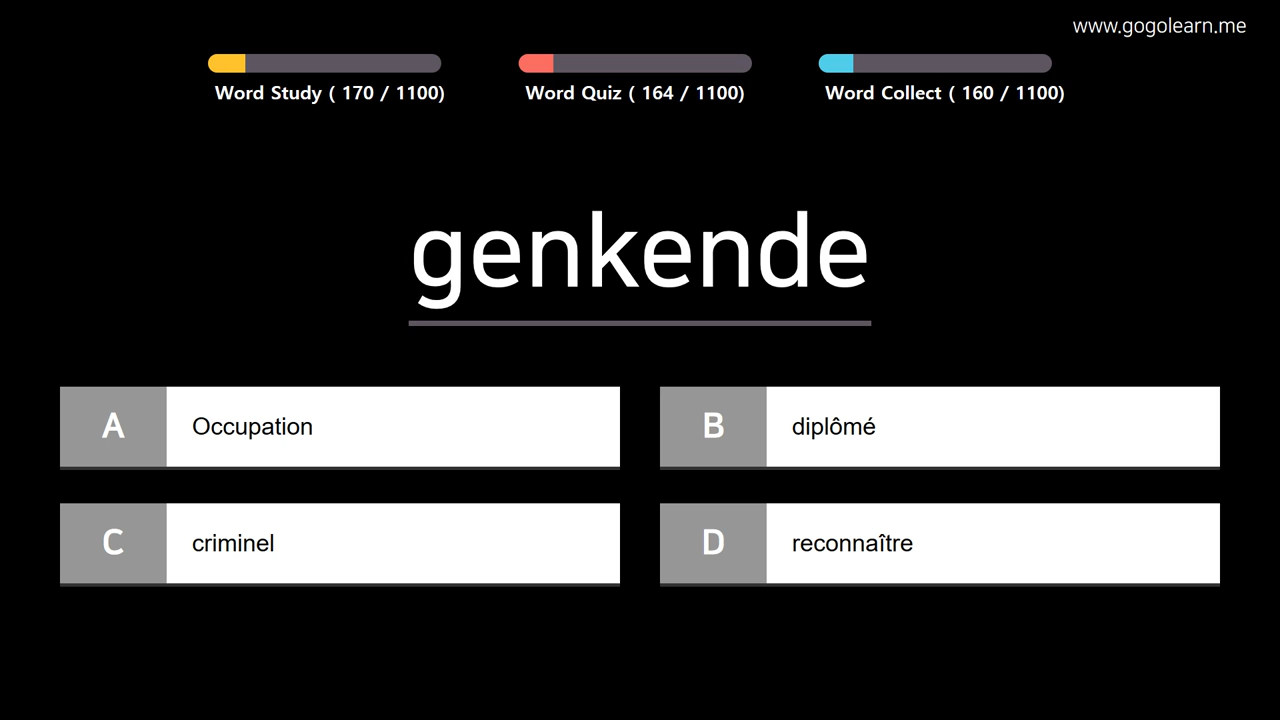 www.gogolearn.me
Word Study ( 170 / 1100)
Word Quiz ( 164 / 1100)
Word Collect ( 160 / 1100)
genkende
A Occupation
B diplômé
C criminel
D reconnaître